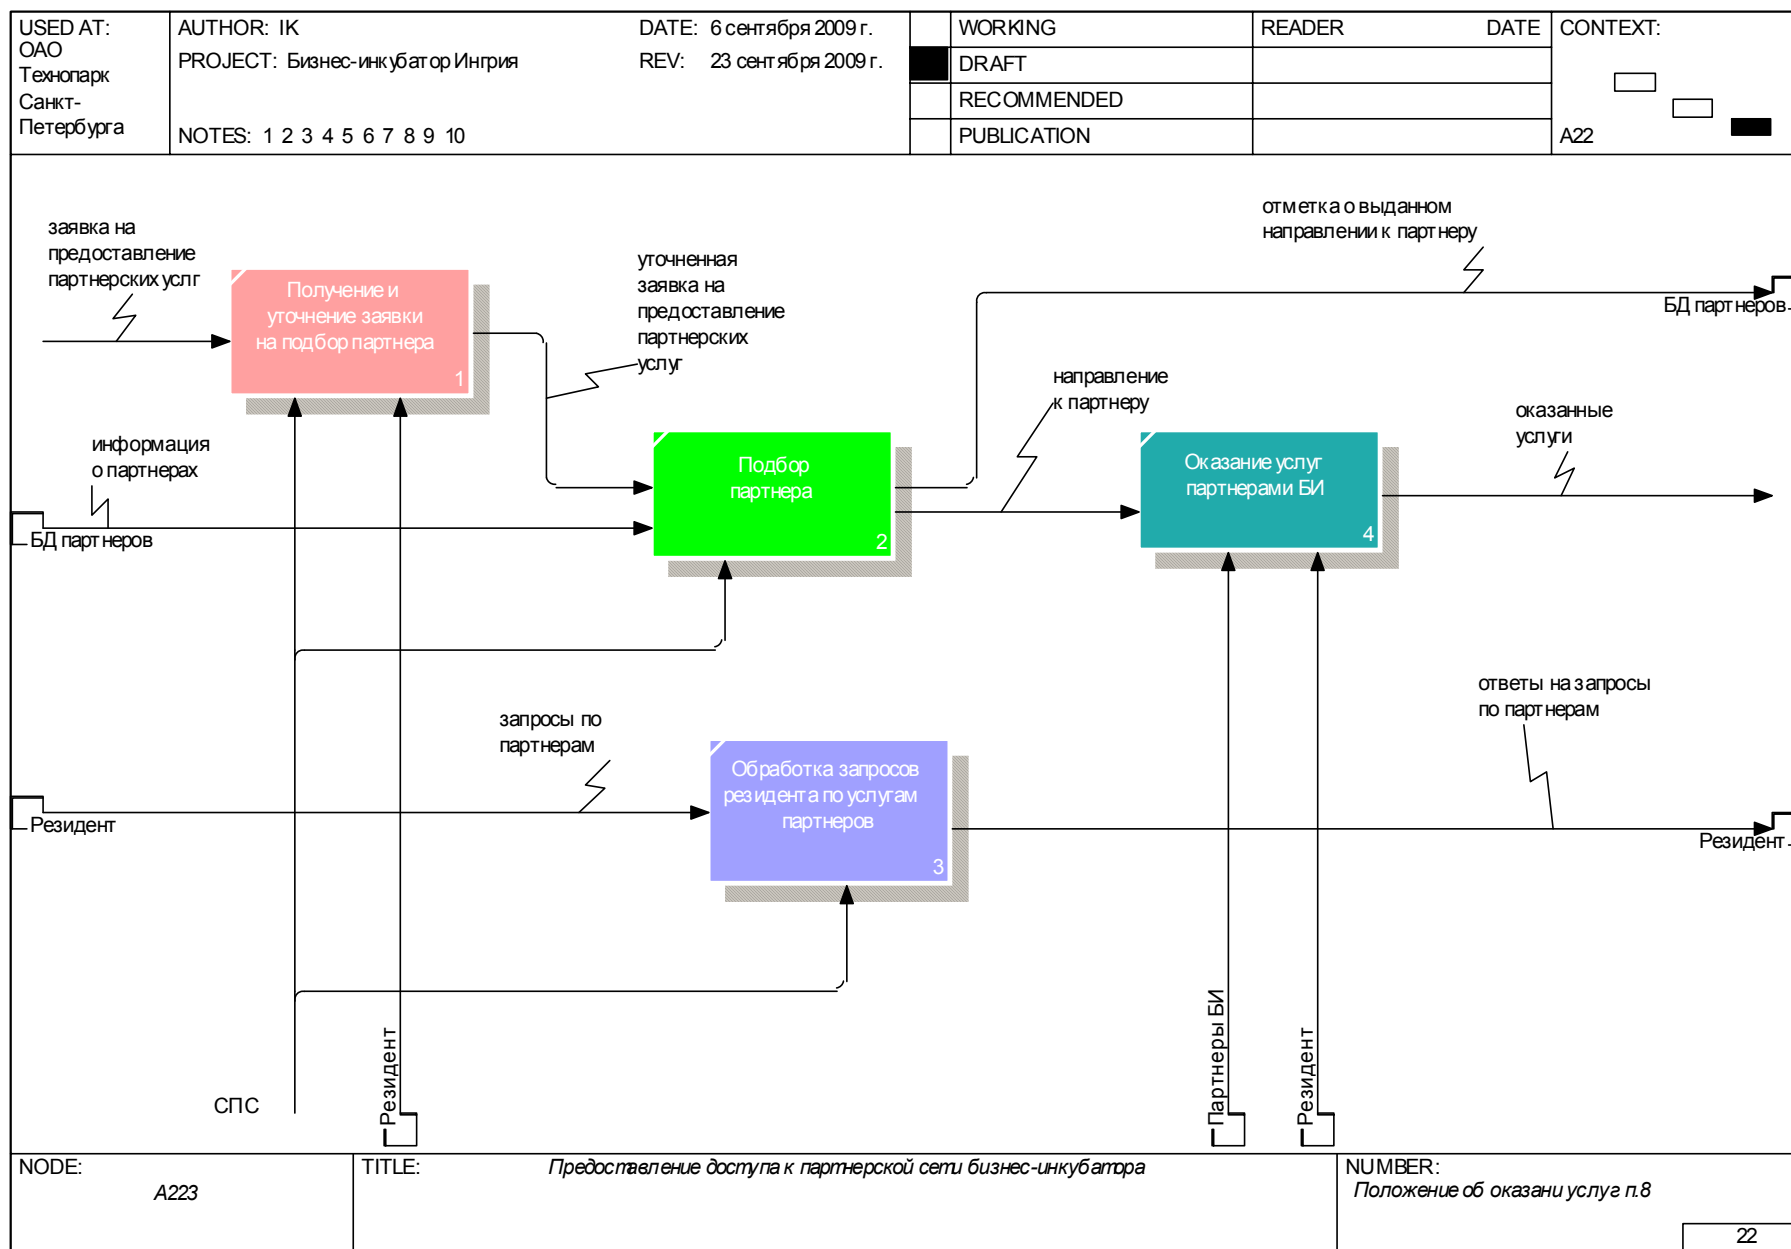 USED AT:
ОАО
Технопарк
Санкт-
Петербурга
AUTHOR: IK
DATE: 6 сентября 2009 г.
PROJECT: Бизнес-инкубатор Ингрия
REV: 23 сентября 2009 г.
NOTES: 1 2 3 4 5 6 7 8 9 10
WORKING
DRAFT
RECOMMENDED
PUBLICATION
READER DATE
CONTEXT:
A22
заявка на
предоставление
партнерских услг
Получение и
уточнение заявки
на подбор партнера
1
уточненная
заявка на
предоставление
партнерских
услуг
отметка о выданном
направлении к партнеру
БД партнеров
информация
о партнерах
БД партнеров
Подбор
партнера
2
направление
к партнеру
Оказание услуг
партнерами БИ
4
оказанные
услуги
запросы по
партнерам
Резидент
Обработка запросов
резидента по услугам
партнеров
3
ответы на запросы
по партнерам
Резидент
СПС
Резидент
Партнеры БИ
Резидент
NODE:
A223
TITLE:
Предоставление доступа к партнерской сети бизнес-инкубатора
NUMBER:
Положение об оказани услуг п.8
22